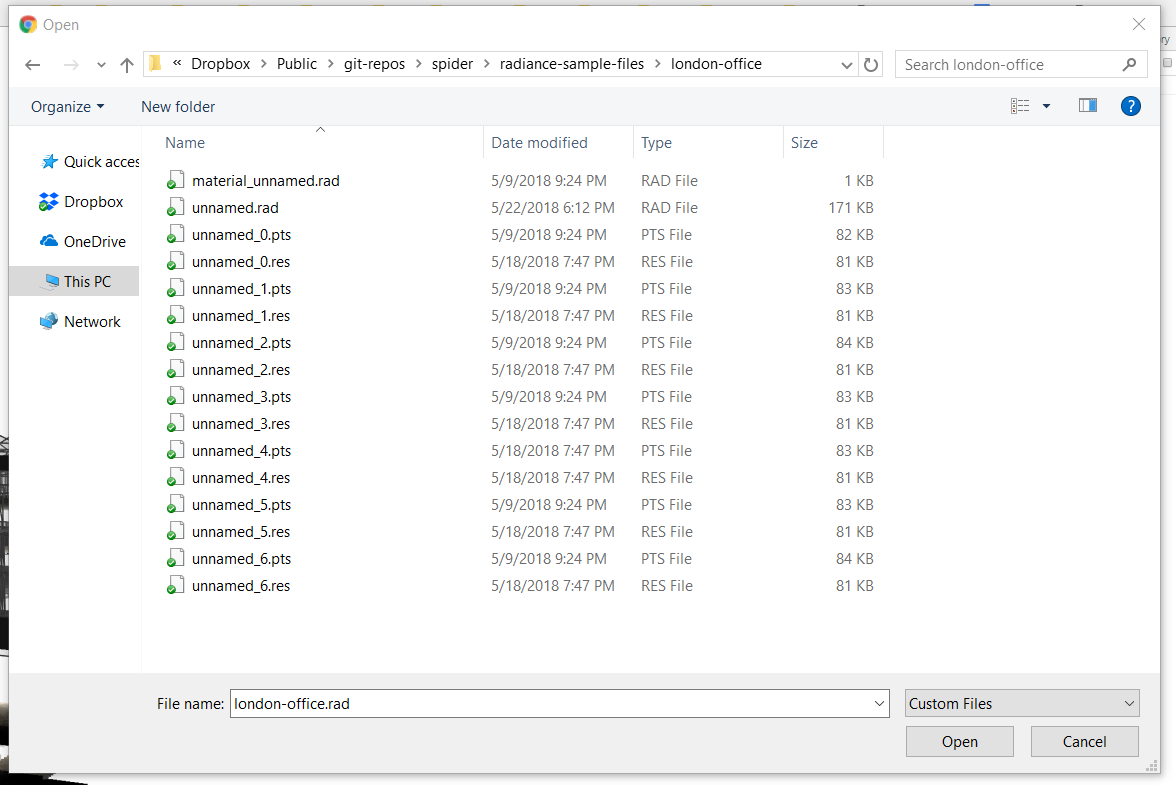 Open
« Dropbox > Public > git-repos > spider > radiance-sample-files > london-office
Search london-office
Organize
New folder
?
Quick acces
Dropbox
OneDrive
This PC
Network
Name Date modified Type Size
material_unnamed.rad 5/9/2018 9:24 PM RAD File 1 KB
unnamed.rad 5/22/2018 6:12 PM RAD File 171 KB
unnamed_0.pts 5/9/2018 9:24 PM PTS File 82 KB
unnamed_0.res 5/18/2018 7:47 PM RES File 81 KB
unnamed_1.pts 5/9/2018 9:24 PM PTS File 83 KB
unnamed_1.res 5/18/2018 7:47 PM RES File 81 KB
unnamed_2.pts 5/9/2018 9:24 PM PTS File 84 KB
unnamed_2.res 5/18/2018 7:47 PM RES File 81 KB
unnamed_3.pts 5/9/2018 9:24 PM PTS File 83 KB
unnamed_3.res 5/18/2018 7:47 PM RES File 81 KB
unnamed_4.pts 5/18/2018 7:47 PM PTS File 83 KB
unnamed_4.res 5/18/2018 7:47 PM RES File 81 KB
unnamed_5.pts 5/9/2018 9:24 PM PTS File 83 KB
unnamed_5.res 5/18/2018 7:47 PM RES File 81 KB
unnamed_6.pts 5/9/2018 9:24 PM PTS File 84 KB
unnamed_6.res 5/18/2018 7:47 PM RES File 81 KB
File name: london-office.rad
Custom Files
Open
Cancel